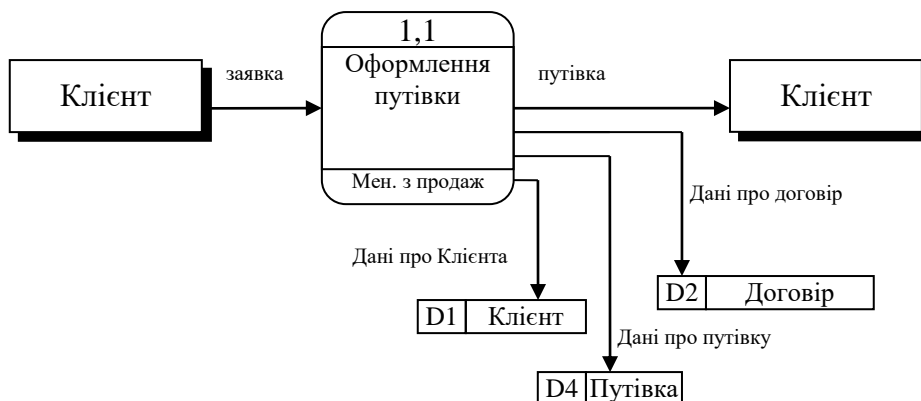 1,1
Клієнт
заявка
Оформлення
путівки
путівка
Клієнт
Мен. з продаж
Дані про договір
Дані про Клієнта
D2 Договір
D1 Клієнт
Дані про путівку
D4 Путівка